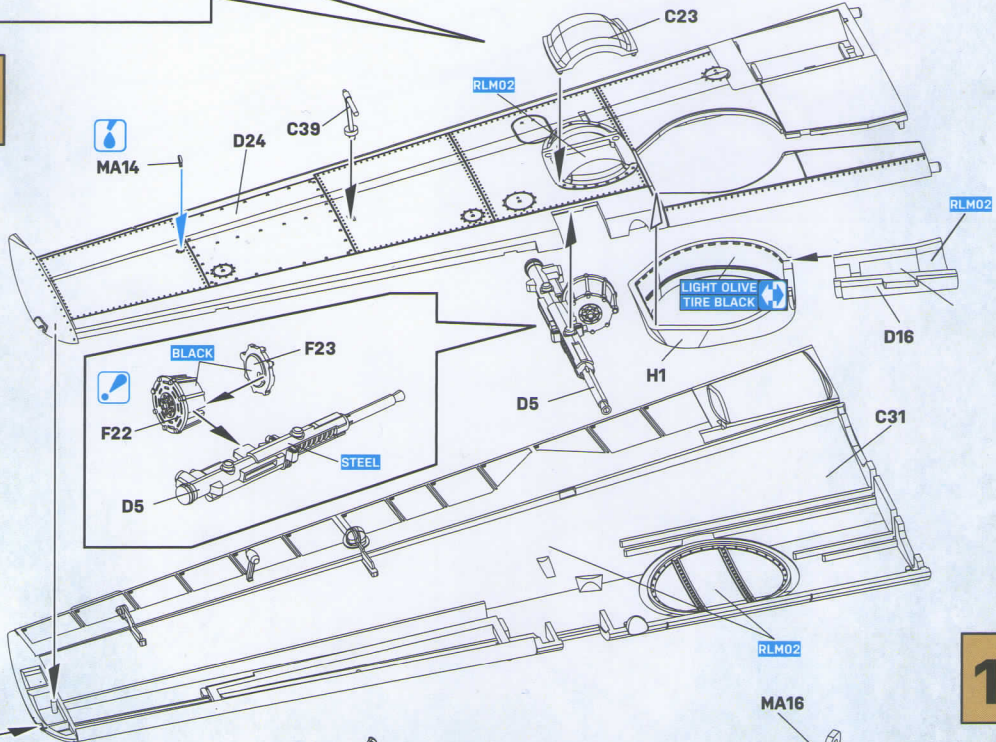 C23
RLM02
C39
D24
MA14
RLM02
LIGHT OLIVE
TIRE BLACK
D16
H1
BLACK
F23
F22
D5
STEEL
D5
C31
RLM02
MA16
1